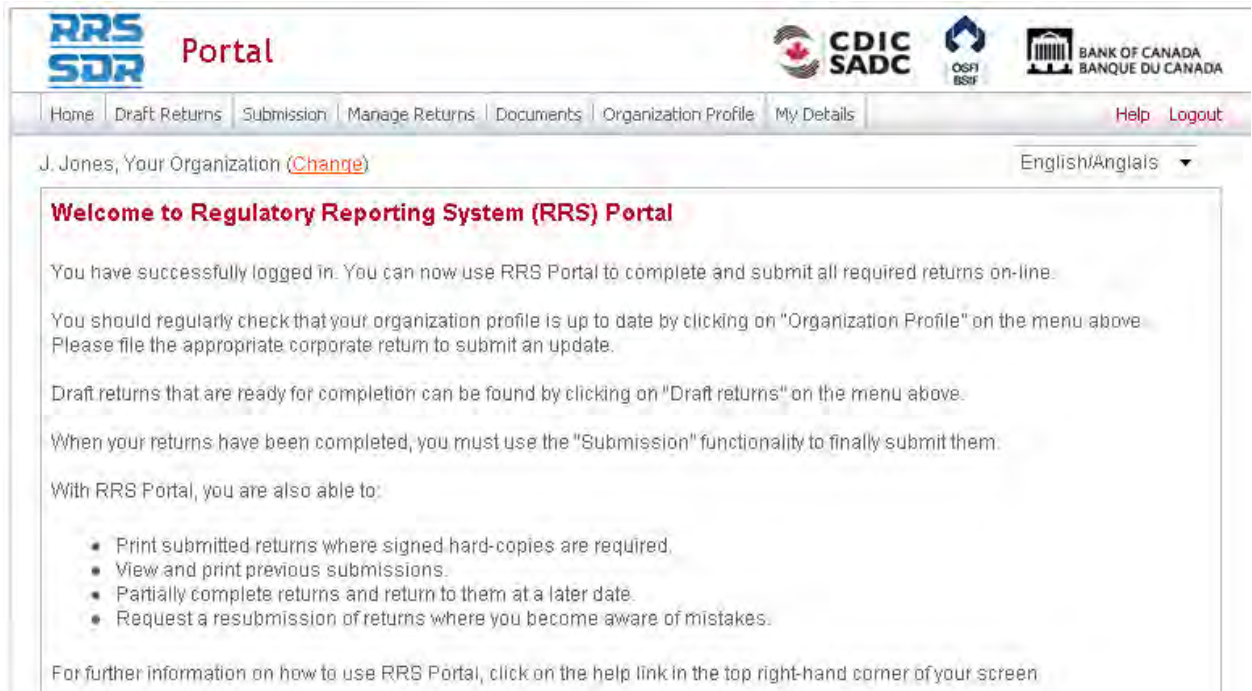 RRS
SDR
Portal
CDIC
SADC
OSFI
BSIF
BANK OF CANADA
BANQUE DU CANADA
Home Draft Returns Submission Manage Returns Documents Organization Profile My Details Help Logout
J. Jones, Your Organization (Change) English/Anglais
Welcome to Regulatory Reporting System (RRS) Portal
You have successfully logged in. You can now use RRS Portal to complete and submit all required returns on-line.
You should regularly check that your organization profile is up to date by clicking on "Organization Profile" on the menu above.
Please file the appropriate corporate return to submit an update.
Draft returns that are ready for completion can be found by clicking on "Draft returns" on the menu above.
When your returns have been completed, you must use the "Submission" functionality to finally submit them.
With RRS Portal, you are also able to:
• Print submitted returns where signed hard-copies are required.
• View and print previous submissions.
• Partially complete returns and return to them at a later date.
• Request a resubmission of returns where you become aware of mistakes.
For further information on how to use RRS Portal, click on the help link in the top right-hand corner of your screen